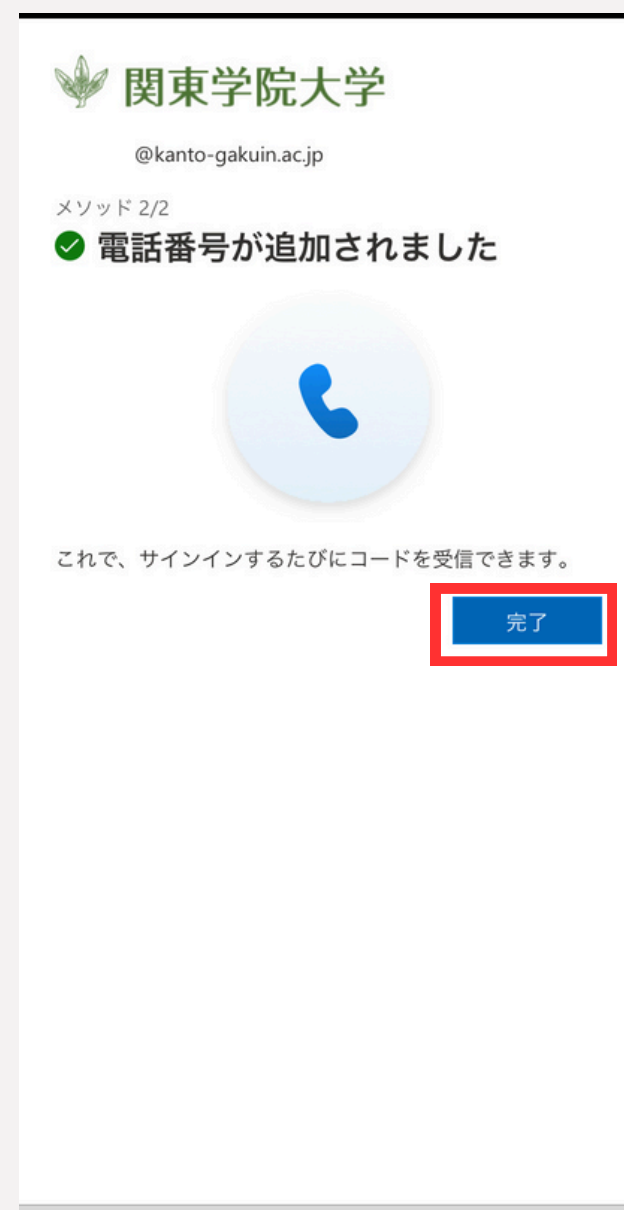 関東学院大学
@kanto-gakuin.ac.jp
メソッド 2/2
電話番号が追加されました
これで、サインインするたびにコードを受信できます。
完了